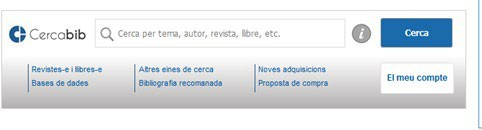 Cercabib Cerca per tema, autor, revista, llibre, etc. i Cerca
Revistes-e i llibres-e Altres eines de cerca Noves adquisicions
Bases de dades Bibliografia recomanada Proposta de compra El meu compte